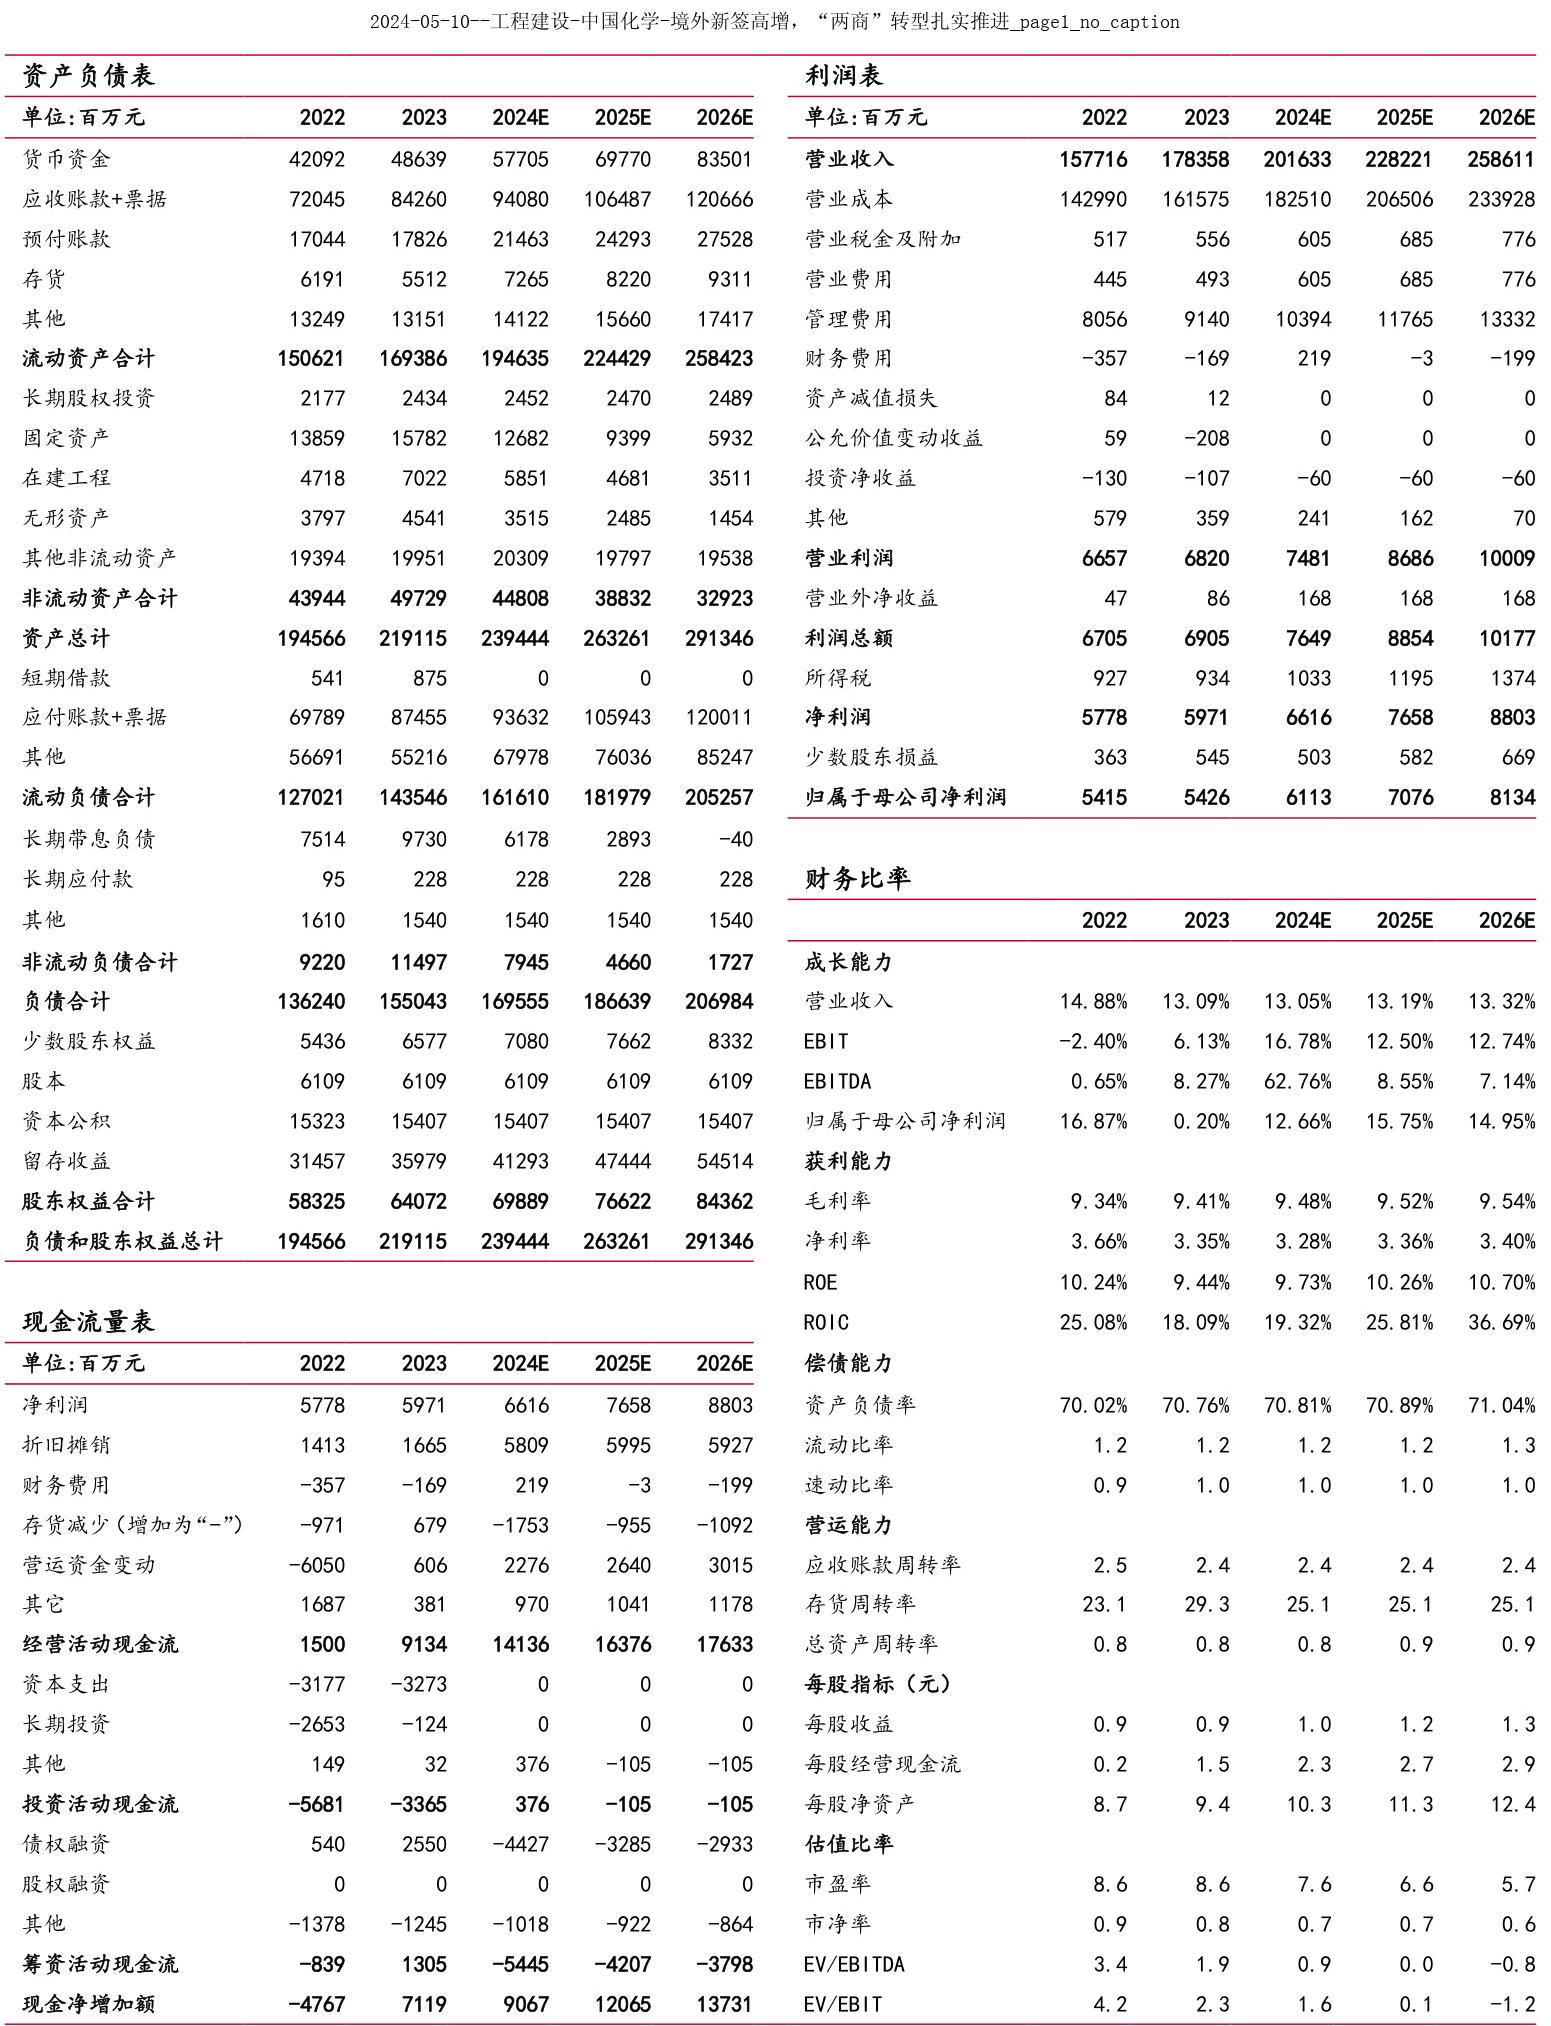 2024-05-10--工程建设-中国化学-境外新签高增，“两商”转型扎实推进_page1_no_caption
资产负债表
单位:百万元 2022 2023 2024E 2025E 2026E
货币资金 42092 48639 57705 69770 83501
应收账款+票据 72045 84260 94080 106487 120666
预付账款 17044 17826 21463 24293 27528
存货 6191 5512 7265 8220 9311
其他 13249 13151 14122 15660 17417
流动资产合计 150621 169386 194635 224429 258423
长期股权投资 2177 2434 2452 2470 2489
固定资产 13859 15782 12682 9399 5932
在建工程 4718 7022 5851 4681 3511
无形资产 3797 4541 3515 2485 1454
其他非流动资产 19394 19951 20309 19797 19538
非流动资产合计 43944 49729 44808 38832 32923
资产总计 194566 219115 239444 263261 291346
短期借款 541 875 0 0 0
应付账款+票据 69789 87455 93632 105943 120011
其他 56691 55216 67978 76036 85247
流动负债合计 127021 143546 161610 181979 205257
长期带息负债 7514 9730 6178 2893 -40
长期应付款 95 228 228 228 228
其他 1610 1540 1540 1540 1540
非流动负债合计 9220 11497 7945 4660 1727
负债合计 136240 155043 169555 186639 206984
少数股东权益 5436 6577 7080 7662 8332
股本 6109 6109 6109 6109 6109
资本公积 15323 15407 15407 15407 15407
留存收益 31457 35979 41293 47444 54514
股东权益合计 58325 64072 69889 76622 84362
负债和股东权益总计 194566 219115 239444 263261 291346
现金流量表
单位:百万元 2022 2023 2024E 2025E 2026E
净利润 5778 5971 6616 7658 8803
折旧摊销 1413 1665 5809 5995 5927
财务费用 -357 -169 219 -3 -199
存货减少(增加为“-”) -971 679 -1753 -955 -1092
营运资金变动 -6050 606 2276 2640 3015
其它 1687 381 970 1041 1178
经营活动现金流 1500 9134 14136 16376 17633
资本支出 -3177 -3273 0 0 0
长期投资 -2653 -124 0 0 0
其他 149 32 376 -105 -105
投资活动现金流 -5681 -3365 376 -105 -105
债权融资 540 2550 -4427 -3285 -2933
股权融资 0 0 0 0 0
其他 -1378 -1245 -1018 -922 -864
筹资活动现金流 -839 1305 -5445 -4207 -3798
现金净增加额 -4767 7119 9067 12065 13731
利润表
单位:百万元 2022 2023 2024E 2025E 2026E
营业收入 157716 178358 201633 228221 258611
营业成本 142990 161575 182510 206506 233928
营业税金及附加 517 556 605 685 776
营业费用 445 493 605 685 776
管理费用 8056 9140 10394 11765 13332
财务费用 -357 -169 219 -3 -199
资产减值损失 84 12 0 0 0
公允价值变动收益 59 -208 0 0 0
投资净收益 -130 -107 -60 -60 -60
其他 579 359 241 162 70
营业利润 6657 6820 7481 8686 10009
营业外净收益 47 86 168 168 168
利润总额 6705 6905 7649 8854 10177
所得税 927 934 1033 1195 1374
净利润 5778 5971 6616 7658 8803
少数股东损益 363 545 503 582 669
归属于母公司净利润 5415 5426 6113 7076 8134
财务比率
2022 2023 2024E 2025E 2026E
成长能力
营业收入 14.88% 13.09% 13.05% 13.19% 13.32%
EBIT -2.40% 6.13% 16.78% 12.50% 12.74%
EBITDA 0.65% 8.27% 62.76% 8.55% 7.14%
归属于母公司净利润 16.87% 0.20% 12.66% 15.75% 14.95%
获利能力
毛利率 9.34% 9.41% 9.48% 9.52% 9.54%
净利率 3.66% 3.35% 3.28% 3.36% 3.40%
ROE 10.24% 9.44% 9.73% 10.26% 10.70%
ROIC 25.08% 18.09% 19.32% 25.81% 36.69%
偿债能力
资产负债率 70.02% 70.76% 70.81% 70.89% 71.04%
流动比率 1.2 1.2 1.2 1.2 1.3
速动比率 0.9 1.0 1.0 1.0 1.0
营运能力
应收账款周转率 2.5 2.4 2.4 2.4 2.4
存货周转率 23.1 29.3 25.1 25.1 25.1
总资产周转率 0.8 0.8 0.8 0.9 0.9
每股指标（元）
每股收益 0.9 0.9 1.0 1.2 1.3
每股经营现金流 0.2 1.5 2.3 2.7 2.9
每股净资产 8.7 9.4 10.3 11.3 12.4
估值比率
市盈率 8.6 8.6 7.6 6.6 5.7
市净率 0.9 0.8 0.7 0.7 0.6
EV/EBITDA 3.4 1.9 0.9 0.0 -0.8
EV/EBIT 4.2 2.3 1.6 0.1 -1.2